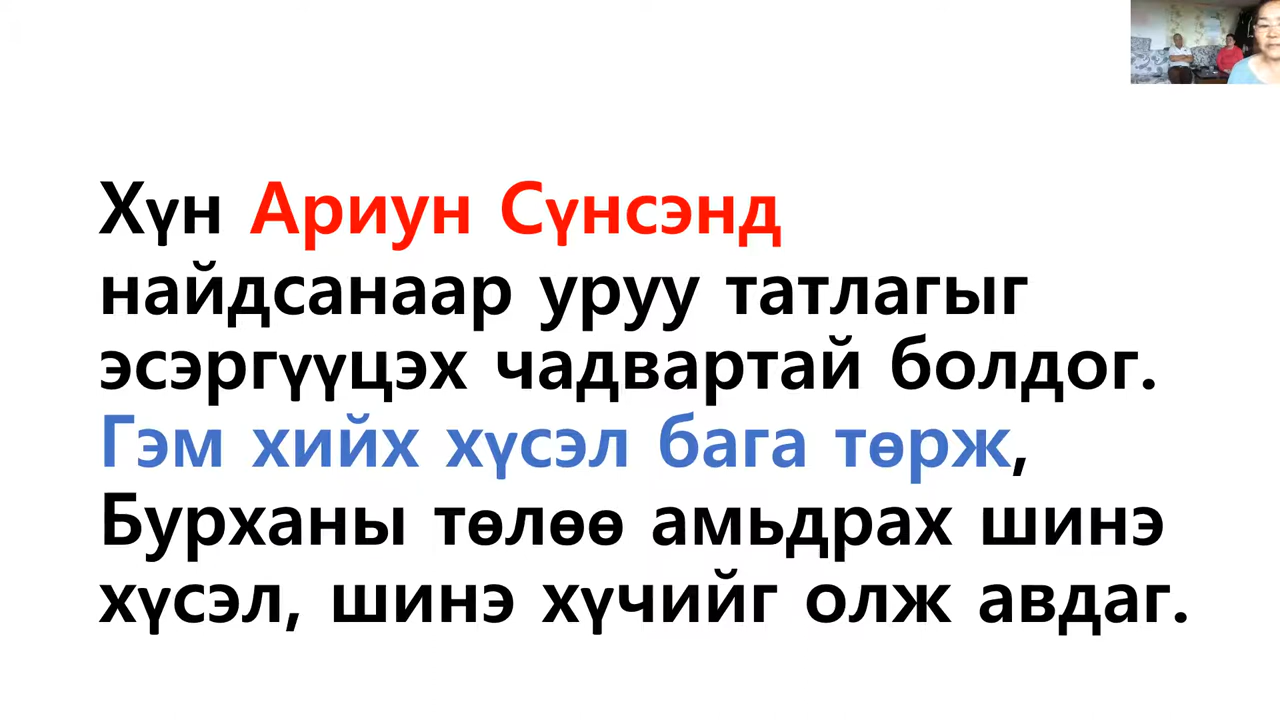 Хүн Ариун Сүнсэнд
найдсанаар уруу татлагыг
эсэргүүцэх чадвартай болдог.
Гэм хийх хүсэл бага төрж,
Бурханы төлөө амьдрах шинэ
хүсэл, шинэ хүчийг олж авдаг.